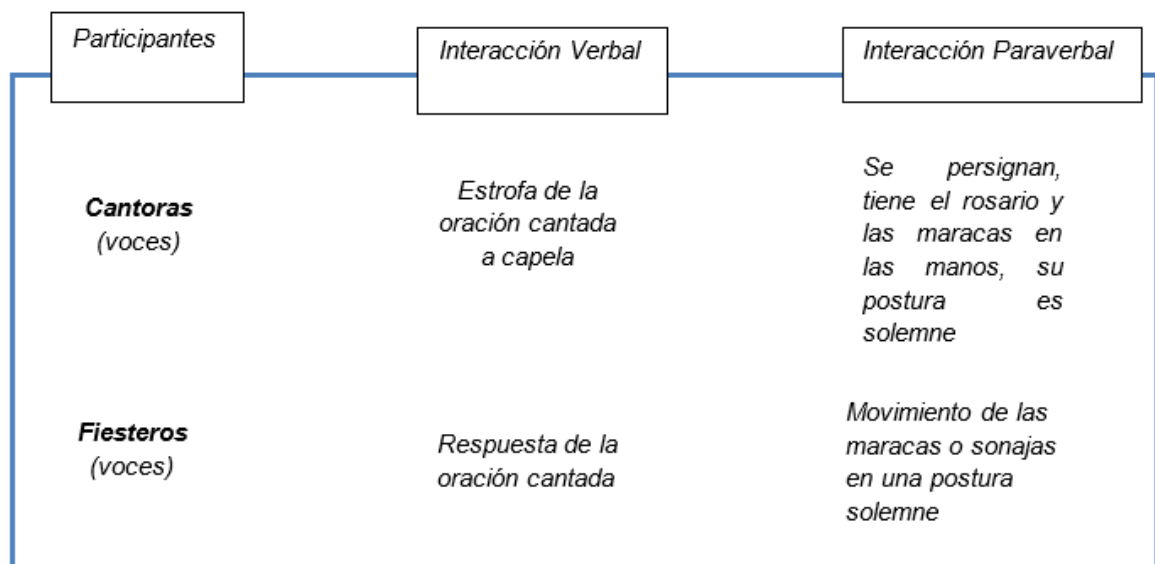 Participantes
Interacción Verbal
Interacción Paraverbal
Cantoras
(voces)
Estrofa de la
oración cantada
a capela
Se persignan,
tiene el rosario y
las maracas en
las manos, su
postura es
solemne
Fiesteros
(voces)
Respuesta de la
oración cantada
Movimiento de las
maracas o sonajas
en una postura
solemne